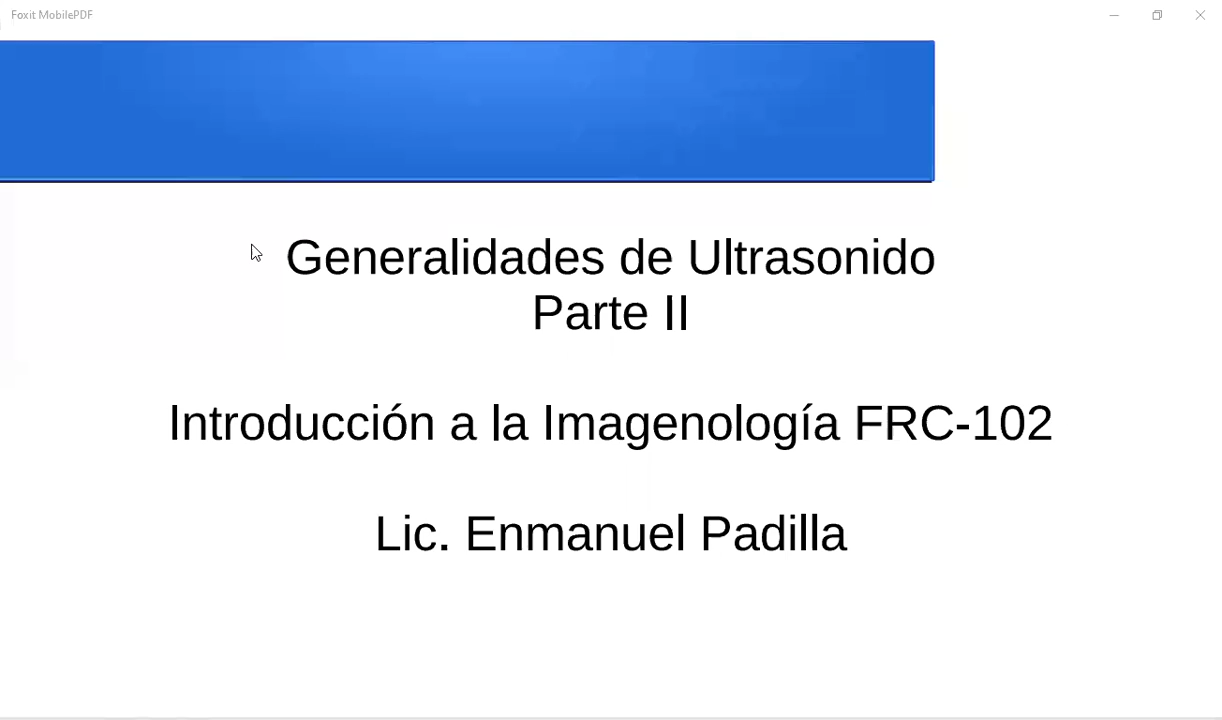 Foxit MobilePDF
Generalidades de Ultrasonido
Parte II
Introducción a la Imagenología FRC-102
Lic. Enmanuel Padilla